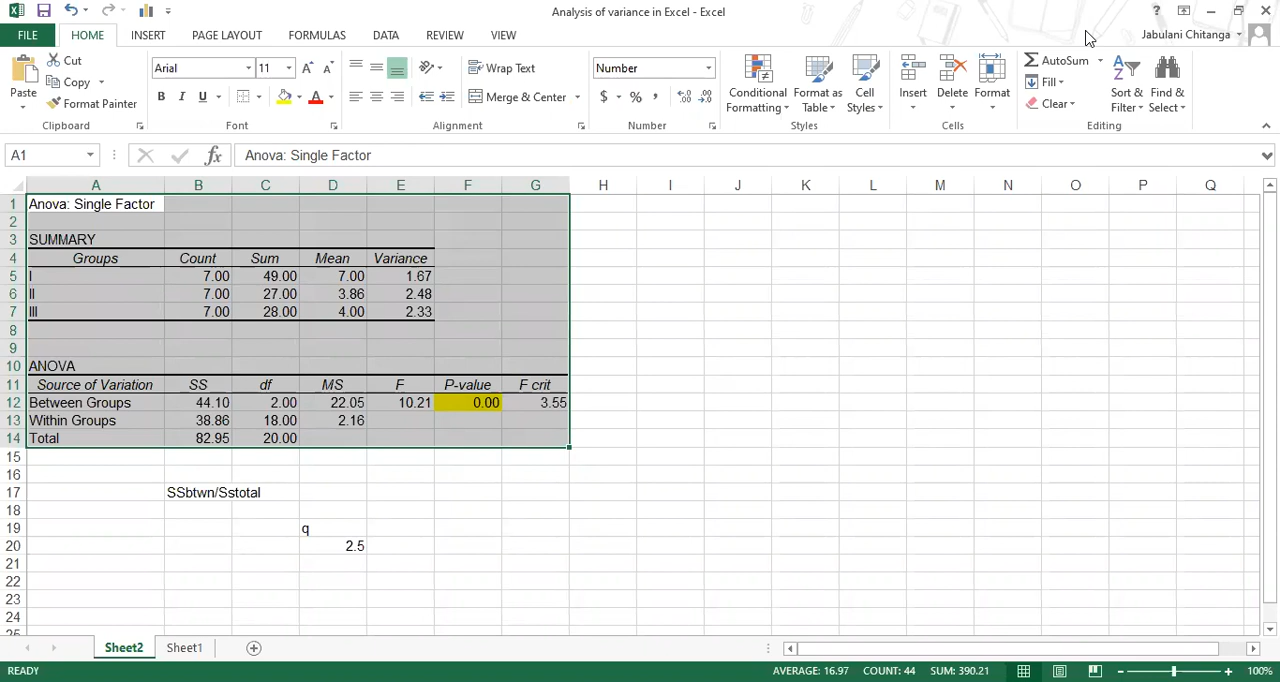 Analysis of variance in Excel - Excel
?
FILE HOME INSERT PAGE LAYOUT FORMULAS DATA REVIEW VIEW Jabulani Chitanga
Paste
Cut
Copy
Format Painter
Clipboard
Arial 11
B I U
Font
Wrap Text
Merge & Center
Alignment
Number
$ % ,
Number
Conditional Formatting
Format as Table
Cell Styles
Styles
Insert Delete Format
Cells
AutoSum
Fill
Clear
Sort & Filter
Find & Select
Editing
A1 fx Anova: Single Factor
A B C D E F G H I J K L M N O P Q
1 Anova: Single Factor
2
3 SUMMARY
4 Groups Count Sum Mean Variance
5 I 7.00 49.00 7.00 1.67
6 II 7.00 27.00 3.86 2.48
7 III 7.00 28.00 4.00 2.33
8
9
10 ANOVA
11 Source of Variation SS df MS F P-value F crit
12 Between Groups 44.10 2.00 22.05 10.21 0.00 3.55
13 Within Groups 38.86 18.00 2.16
14 Total 82.95 20.00
15
16
17 SSbtwn/Sstotal
18
19 q
20 2.5
21
22
23
24
25
Sheet2 Sheet1
READY AVERAGE: 16.97 COUNT: 44 SUM: 390.21 100%